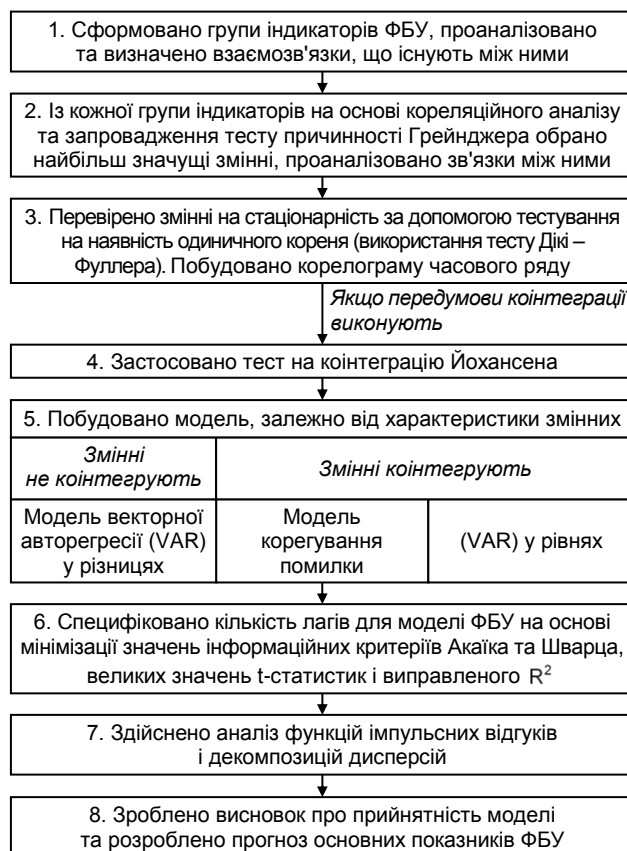 1. Сформовано групи індикаторів ФБУ, проаналізовано
та визначено взаємозв'язки, що існують між ними
2. Із кожної групи індикаторів на основі кореляційного аналізу
та запровадження тесту причинності Грейнджера обрано
найбільш значущі змінні, проаналізовано зв'язки між ними
3. Перевірено змінні на стаціонарність за допомогою тестування
на наявність одиничного кореня (використання тесту Дікі –
Фуллера). Побудовано корелограму часового ряду
Якщо передумови коінтеграції
виконують
4. Застосовано тест на коінтеграцію Йохансена
5. Побудовано модель, залежно від характеристики змінних
Змінні
не коінтегрують
Змінні коінтегрують
Модель векторної
авторегресії (VAR)
у різницях
Модель
корегування
помилки
(VAR) у рівнях
6. Специфіковано кількість лагів для моделі ФБУ на основі
мінімізації значень інформаційних критеріїв Акаїка та Шварца,
великих значень t-статистик і виправленого R²
7. Здійснено аналіз функцій імпульсних відгуків
і декомпозицій дисперсій
8. Зроблено висновок про прийнятність моделі
та розроблено прогноз основних показників ФБУ